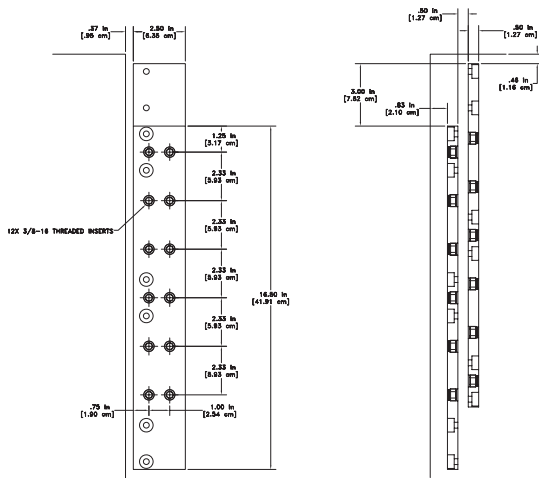 .37 in
[.95 cm]
2.50 in
[6.35 cm]
.50 in
[1.27 cm]
.50 in
[1.27 cm]
.46 in
[1.16 cm]
3.00 in
[7.62 cm]
.83 in
[2.10 cm]
1.25 in
[3.17 cm]
2.33 in
[5.93 cm]
2.33 in
[5.93 cm]
12X 3/8-16 THREADED INSERTS
2.33 in
[5.93 cm]
16.50 in
[41.91 cm]
2.33 in
[5.93 cm]
2.33 in
[5.93 cm]
.75 in
[1.90 cm]
1.00 in
[2.54 cm]